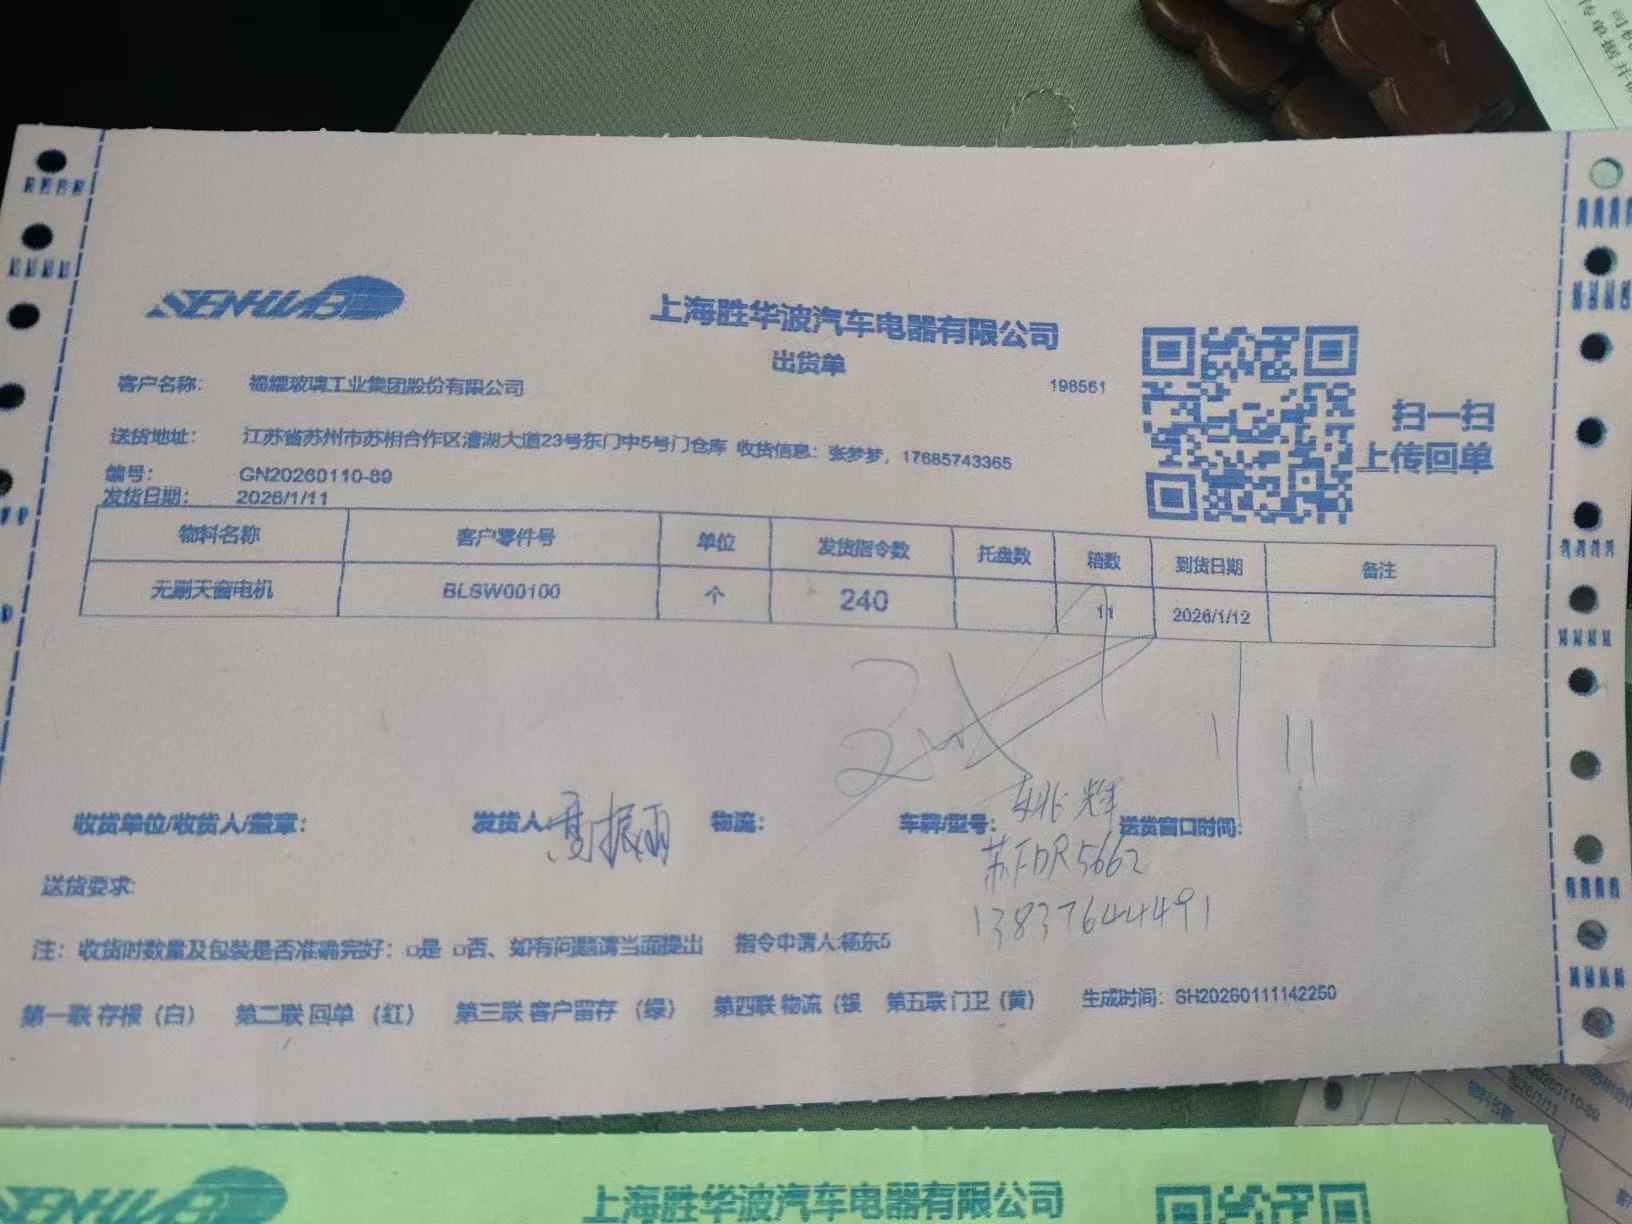 SENHWAB
上海胜华波汽车电器有限公司
出货单
198561
扫一扫
上传回单
客户名称： 福耀玻璃工业集团股份有限公司
送货地址： 江苏省苏州市苏相合作区漕湖大道23号东门中5号门仓库 收货信息：张梦梦，17685743365
编号： GN20260110-89
发货日期： 2026/1/11
物料名称 客户零件号 单位 发货指令数 托盘数 箱数 到货日期 备注
无刷天窗电机 BLSW00100 个 240 11 2026/1/12
收货单位/收货人/盖章： 发货人 物流： 车牌/型号： 姚辉 送货窗口时间：
苏FDR5662
13837644491
送货要求：
注：收货时数量及包装是否准确完好：□是 □否、如有问题请当面提出 指令申请人杨东5
第一联 存根（白） 第二联 回单（红） 第三联 客户留存（绿） 第四联 物流（银 第五联 门卫（黄） 生成时间：SH20260111142250
上海胜华波汽车电器有限公司